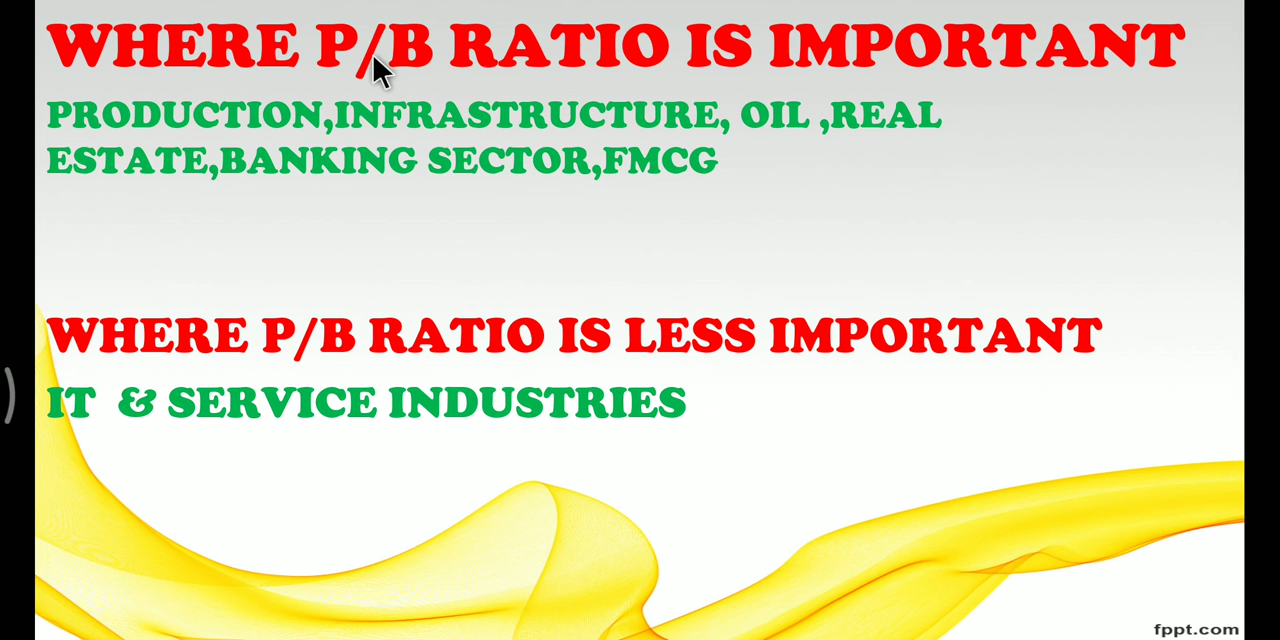 WHERE P/B RATIO IS IMPORTANT
PRODUCTION,INFRASTRUCTURE, OIL ,REAL
ESTATE,BANKING SECTOR,FMCG
WHERE P/B RATIO IS LESS IMPORTANT
IT & SERVICE INDUSTRIES
fppt.com